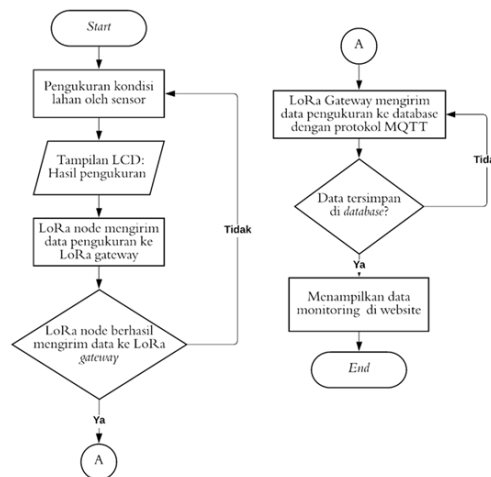 Start
Pengukuran kondisi
lahan oleh sensor
Tampilan LCD:
Hasil pengukuran
LoRa node mengirim
data pengukuran ke
LoRa gateway
Tidak
LoRa node berhasil
mengirim data ke LoRa
gateway
Ya
A
A
LoRa Gateway mengirim
data pengukuran ke database
dengan protokol MQTT
Tida
Data tersimpan
di database?
Ya
Menampilkan data
monitoring di website
End